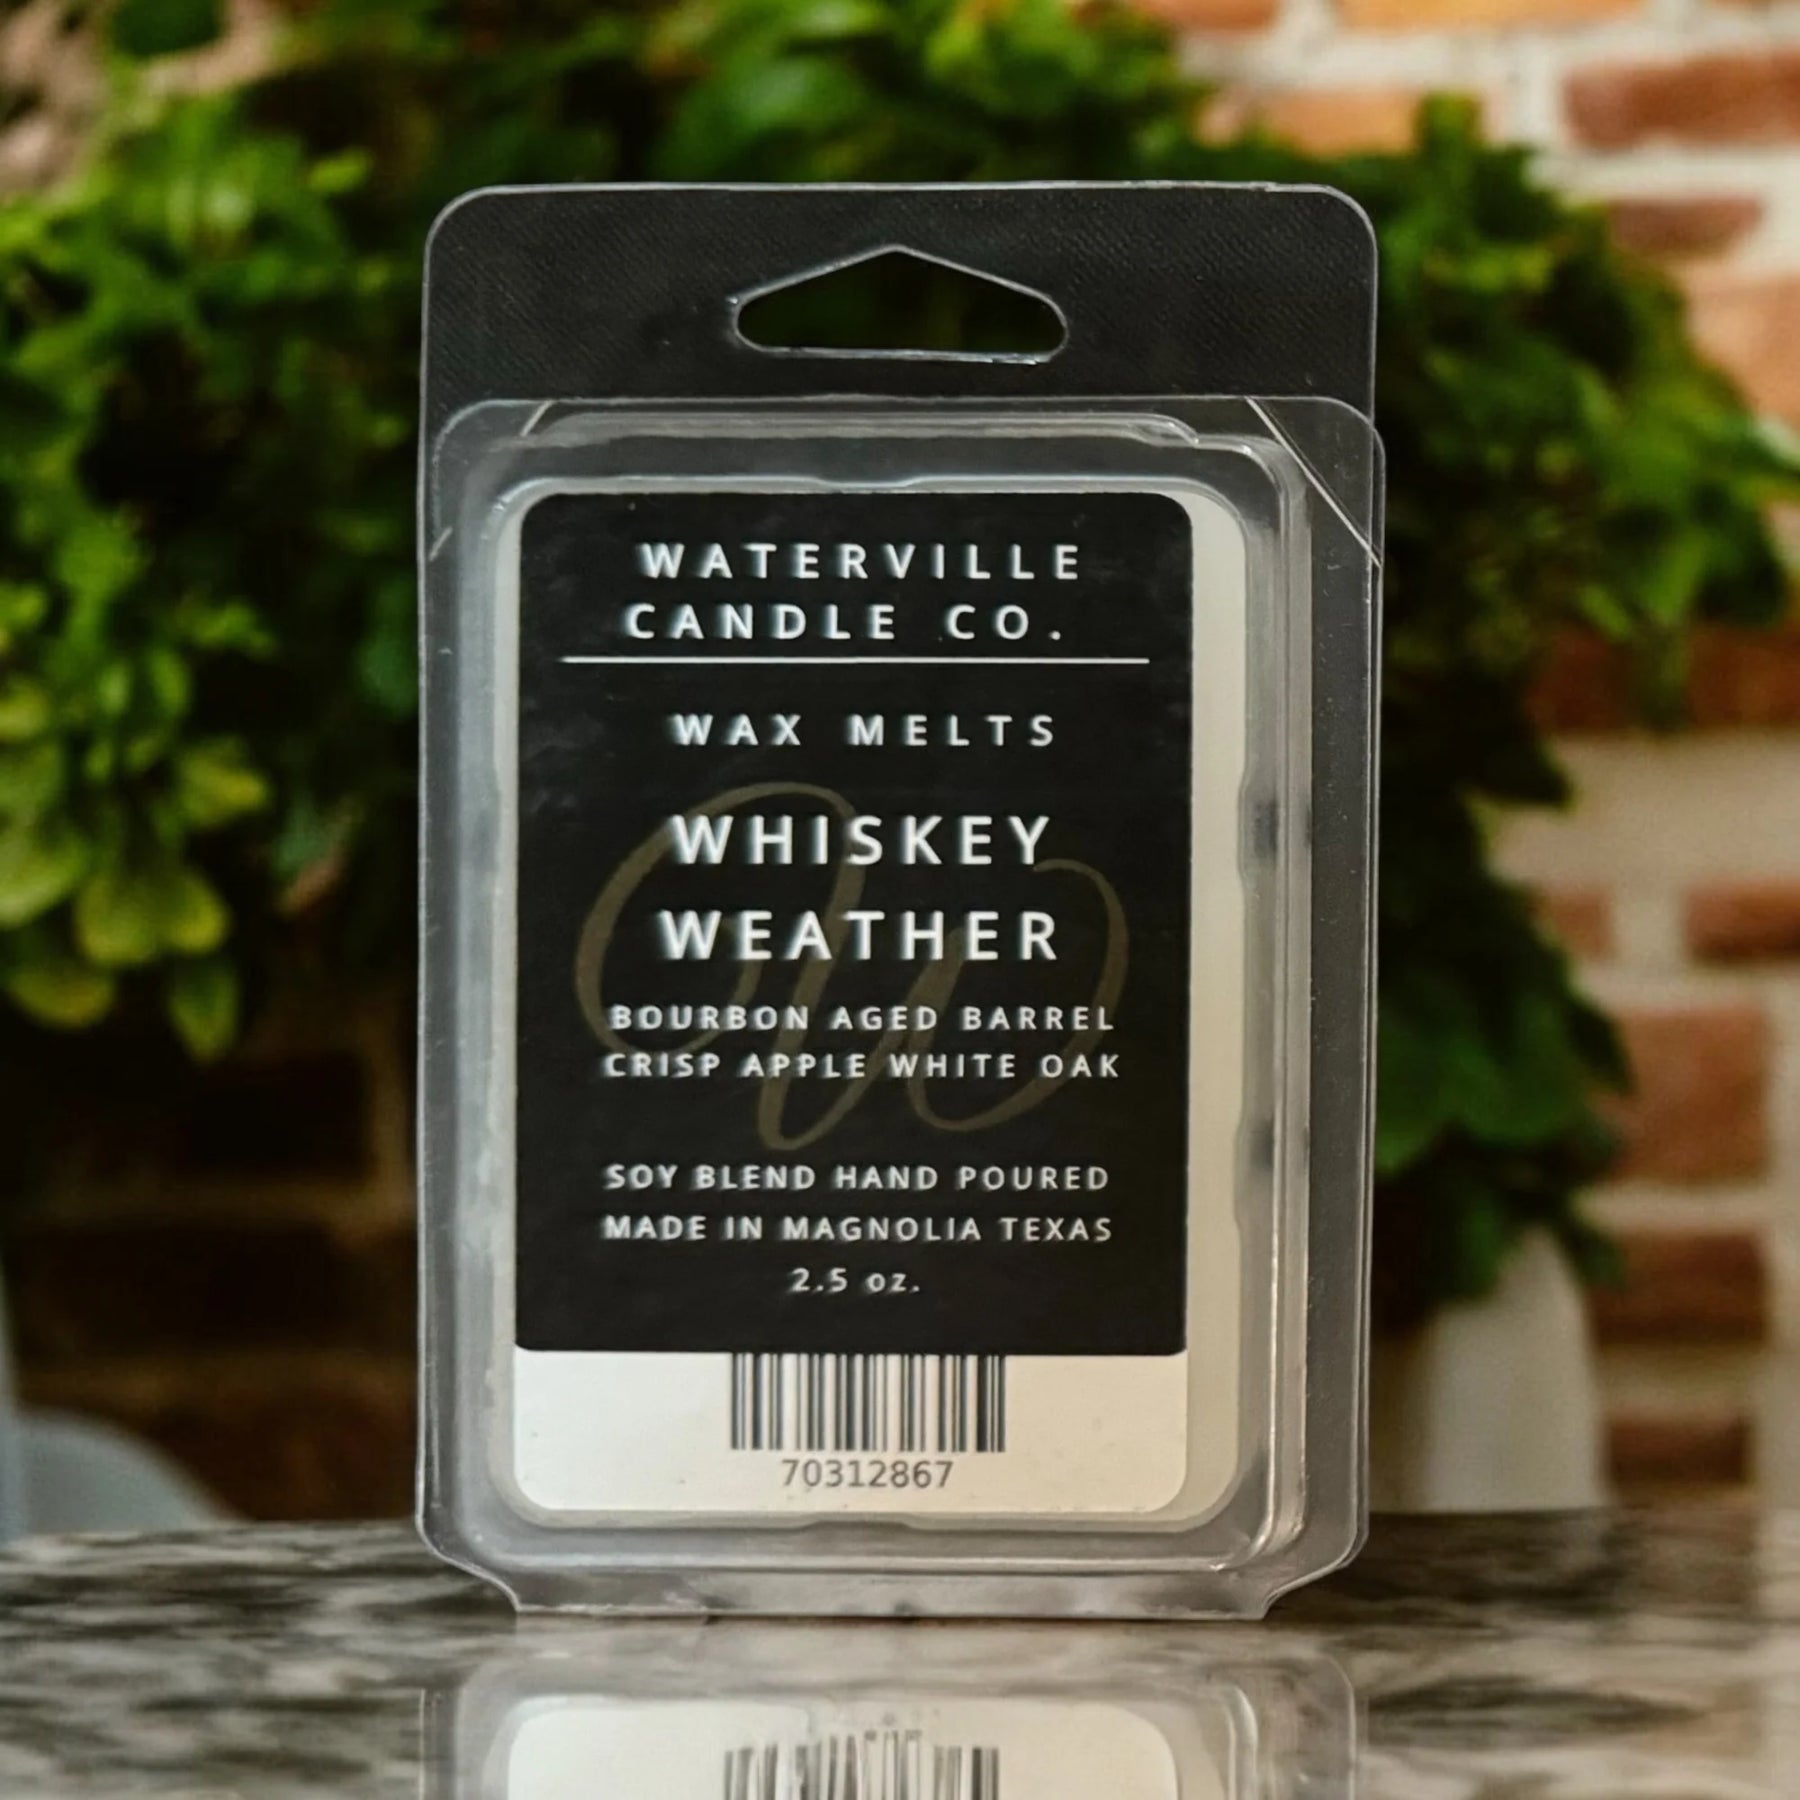 WATERVILLE
CANDLE CO.
WAX MELTS
WHISKEY
WEATHER
BOURBON AGED BARREL
CRISP APPLE WHITE OAK
SOY BLEND HAND POURED
MADE IN MAGNOLIA TEXAS
2.5 oz.
70312867